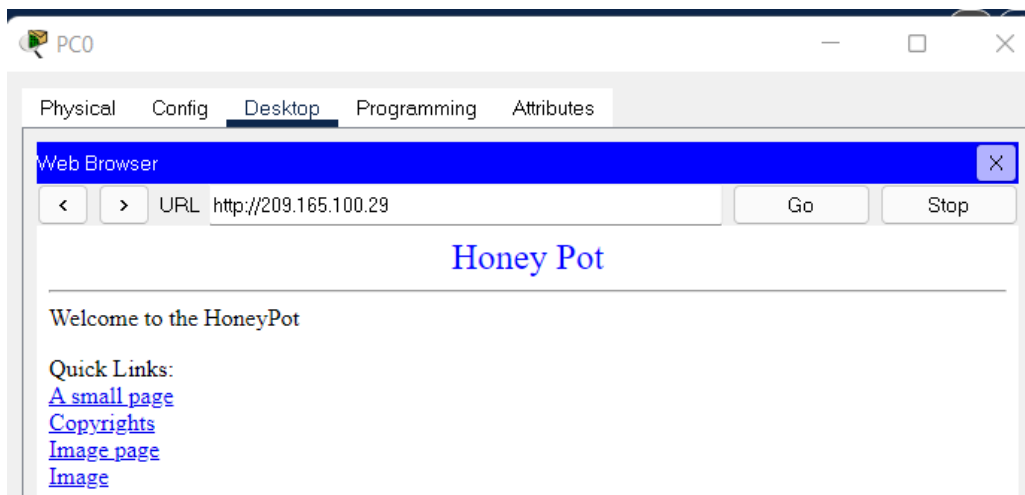 PC0
Physical Config Desktop Programming Attributes
Web Browser X
< > URL http://209.165.100.29 Go Stop
Honey Pot
Welcome to the HoneyPot
Quick Links:
A small page
Copyrights
Image page
Image